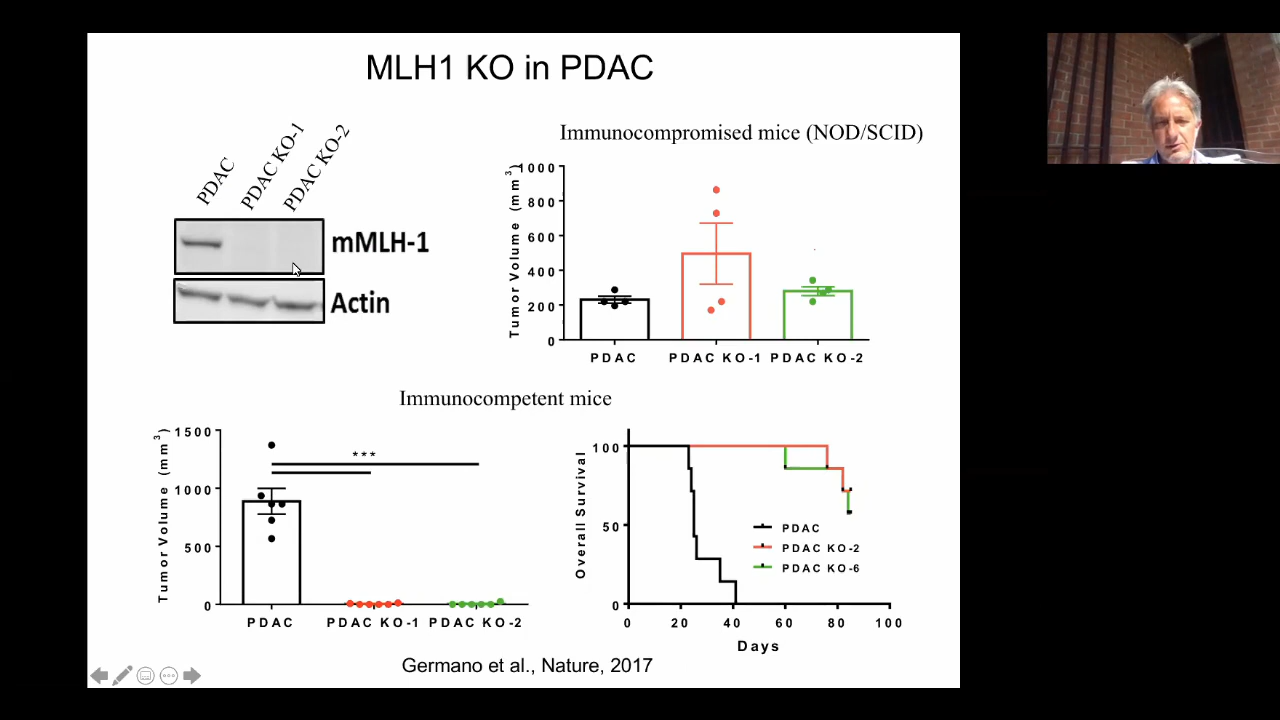 MLH1 KO in PDAC
PDAC
PDAC KO-1
PDAC KO-2
mMLH-1
Actin
Immunocompromised mice (NOD/SCID)
Tumor Volume (mm3)
1000
800
600
400
200
0
PDAC
PDAC KO-1
PDAC KO-2
Immunocompetent mice
Tumor Volume (mm3)
1500
1000
500
0
***
PDAC
PDAC KO-1
PDAC KO-2
Overall Survival
100
50
0
PDAC
PDAC KO-2
PDAC KO-6
0 20 40 60 80 100
Days
Germano et al., Nature, 2017